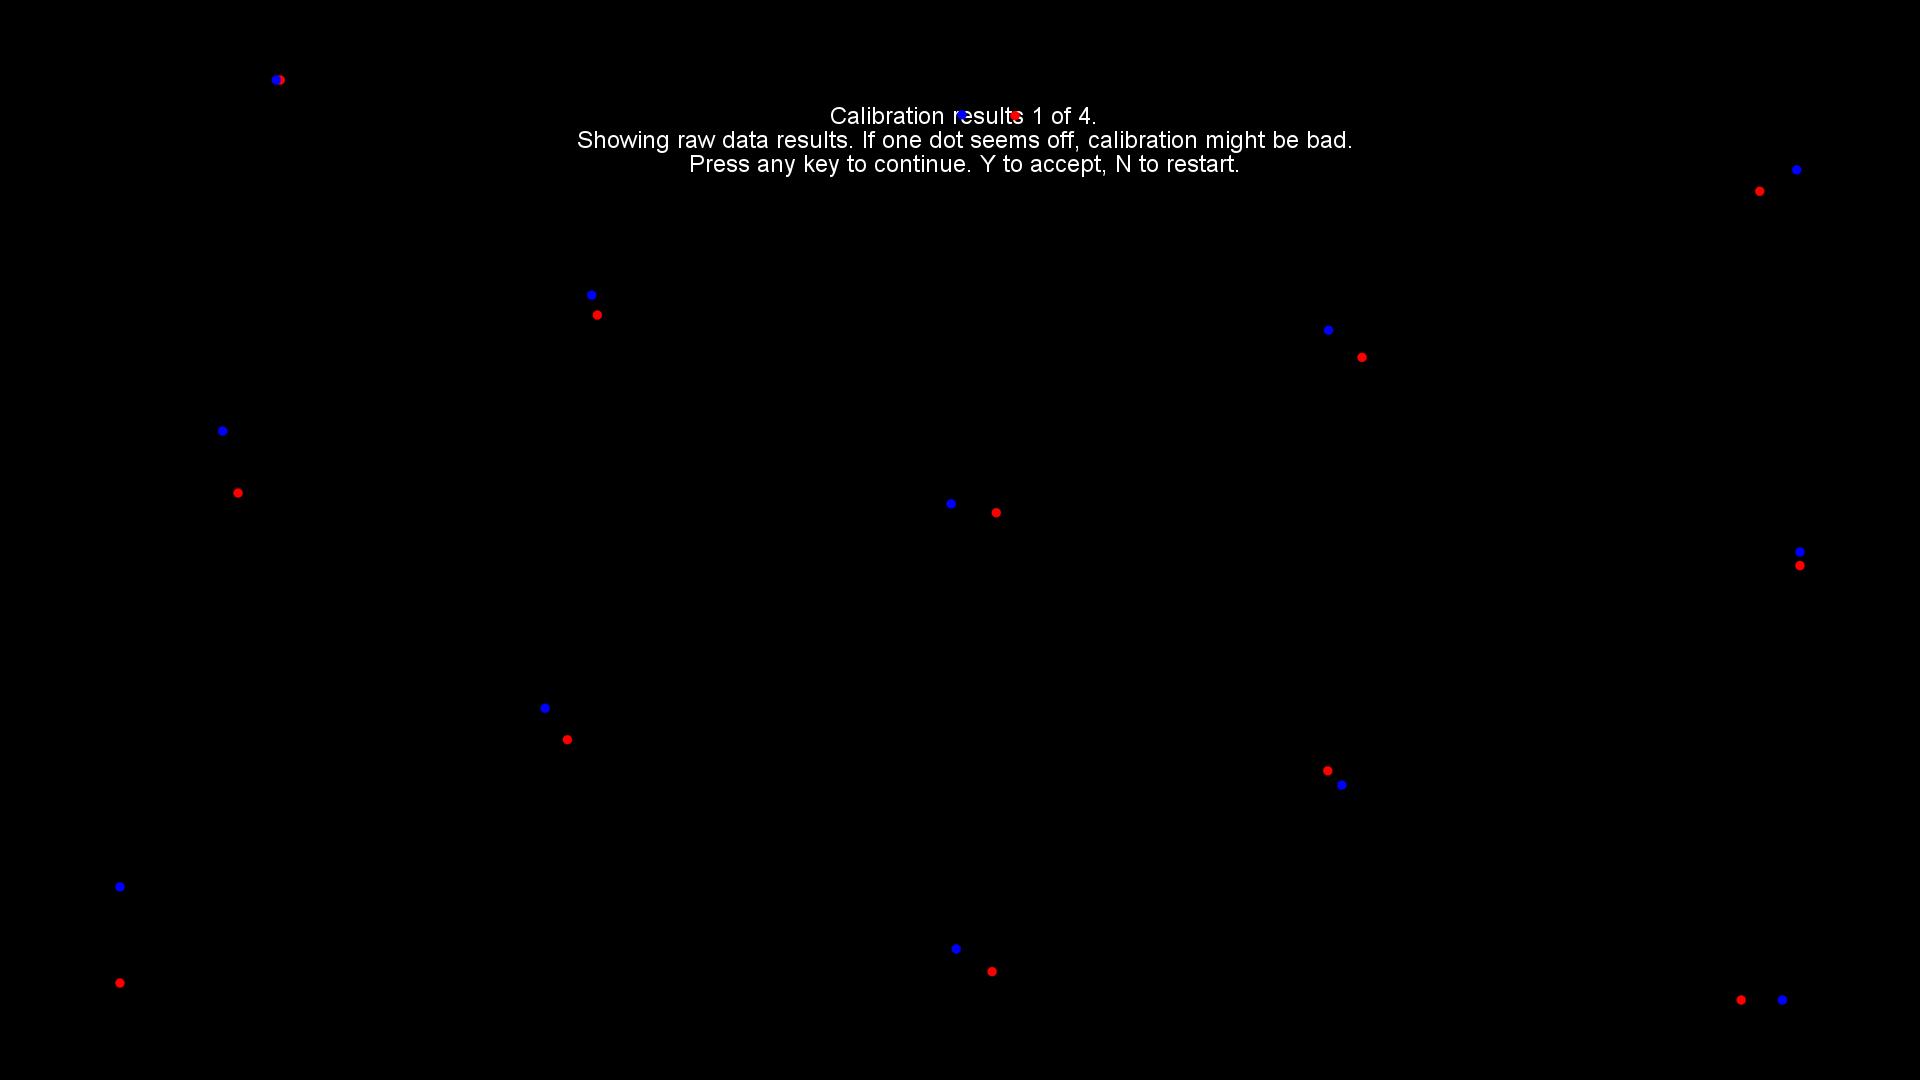 Calibration results 1 of 4.
Showing raw data results. If one dot seems off, calibration might be bad.
Press any key to continue. Y to accept, N to restart.